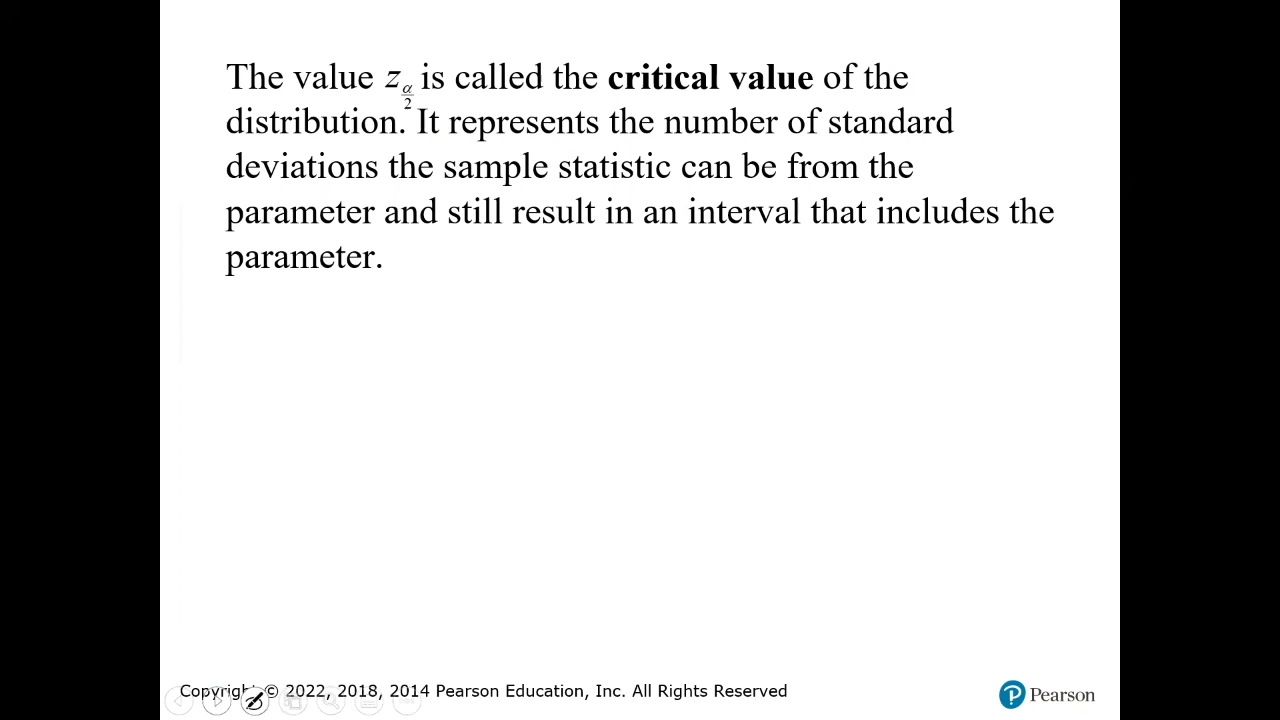 The value z α/2 is called the critical value of the
distribution. It represents the number of standard
deviations the sample statistic can be from the
parameter and still result in an interval that includes the
parameter.
Copyright © 2022, 2018, 2014 Pearson Education, Inc. All Rights Reserved
P Pearson